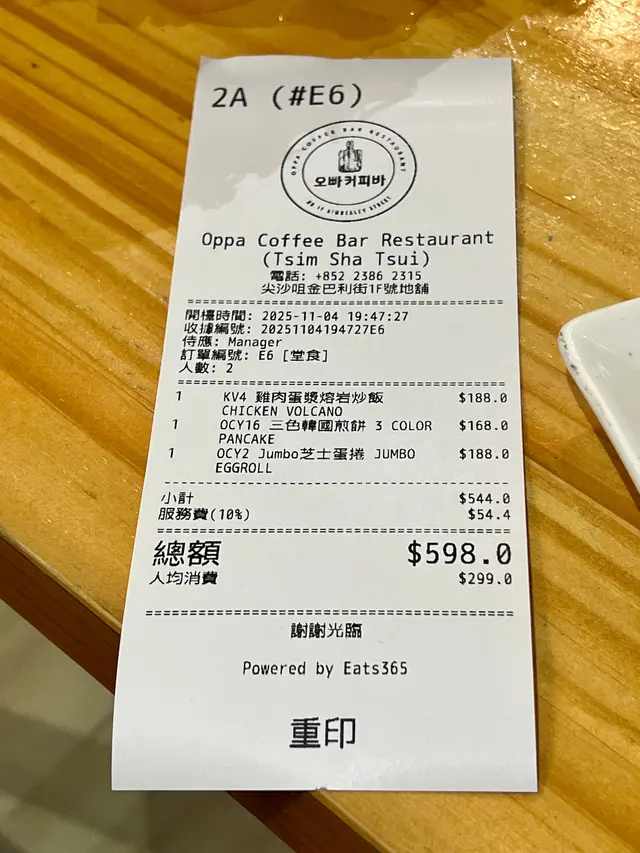 2A (#E6)
OPPA COFFEE BAR RESTAURANT
오빠커피바
Oppa Coffee Bar Restaurant
(Tsim Sha Tsui)
電話: +852 2386 2315
尖沙咀金巴利街1F號地舖
開檯時間: 2025-11-04 19:47:27
收據編號: 20251104194727E6
侍應: Manager
訂單編號: E6 [堂食]
人數: 2
1 KV4 雞肉蛋漿熔岩炒飯 $188.0
CHICKEN VOLCANO
1 OCY16 三色韓國煎餅 3 COLOR $168.0
PANCAKE
1 OCY2 Jumbo芝士蛋捲 JUMBO $188.0
EGGROLL
小計 $544.0
服務費(10%) $54.4
總額 $598.0
人均消費 $299.0
謝謝光臨
Powered by Eats365
重印